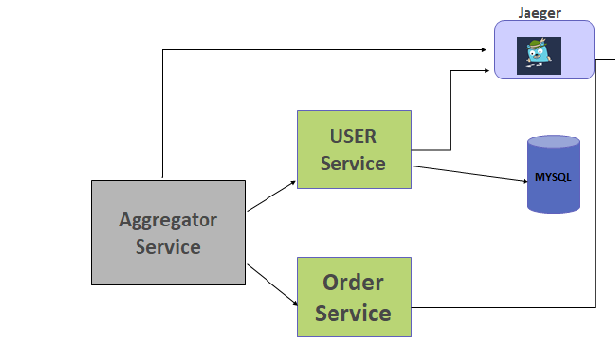 Jaeger
USER
Service
MYSQL
Aggregator
Service
Order
Service